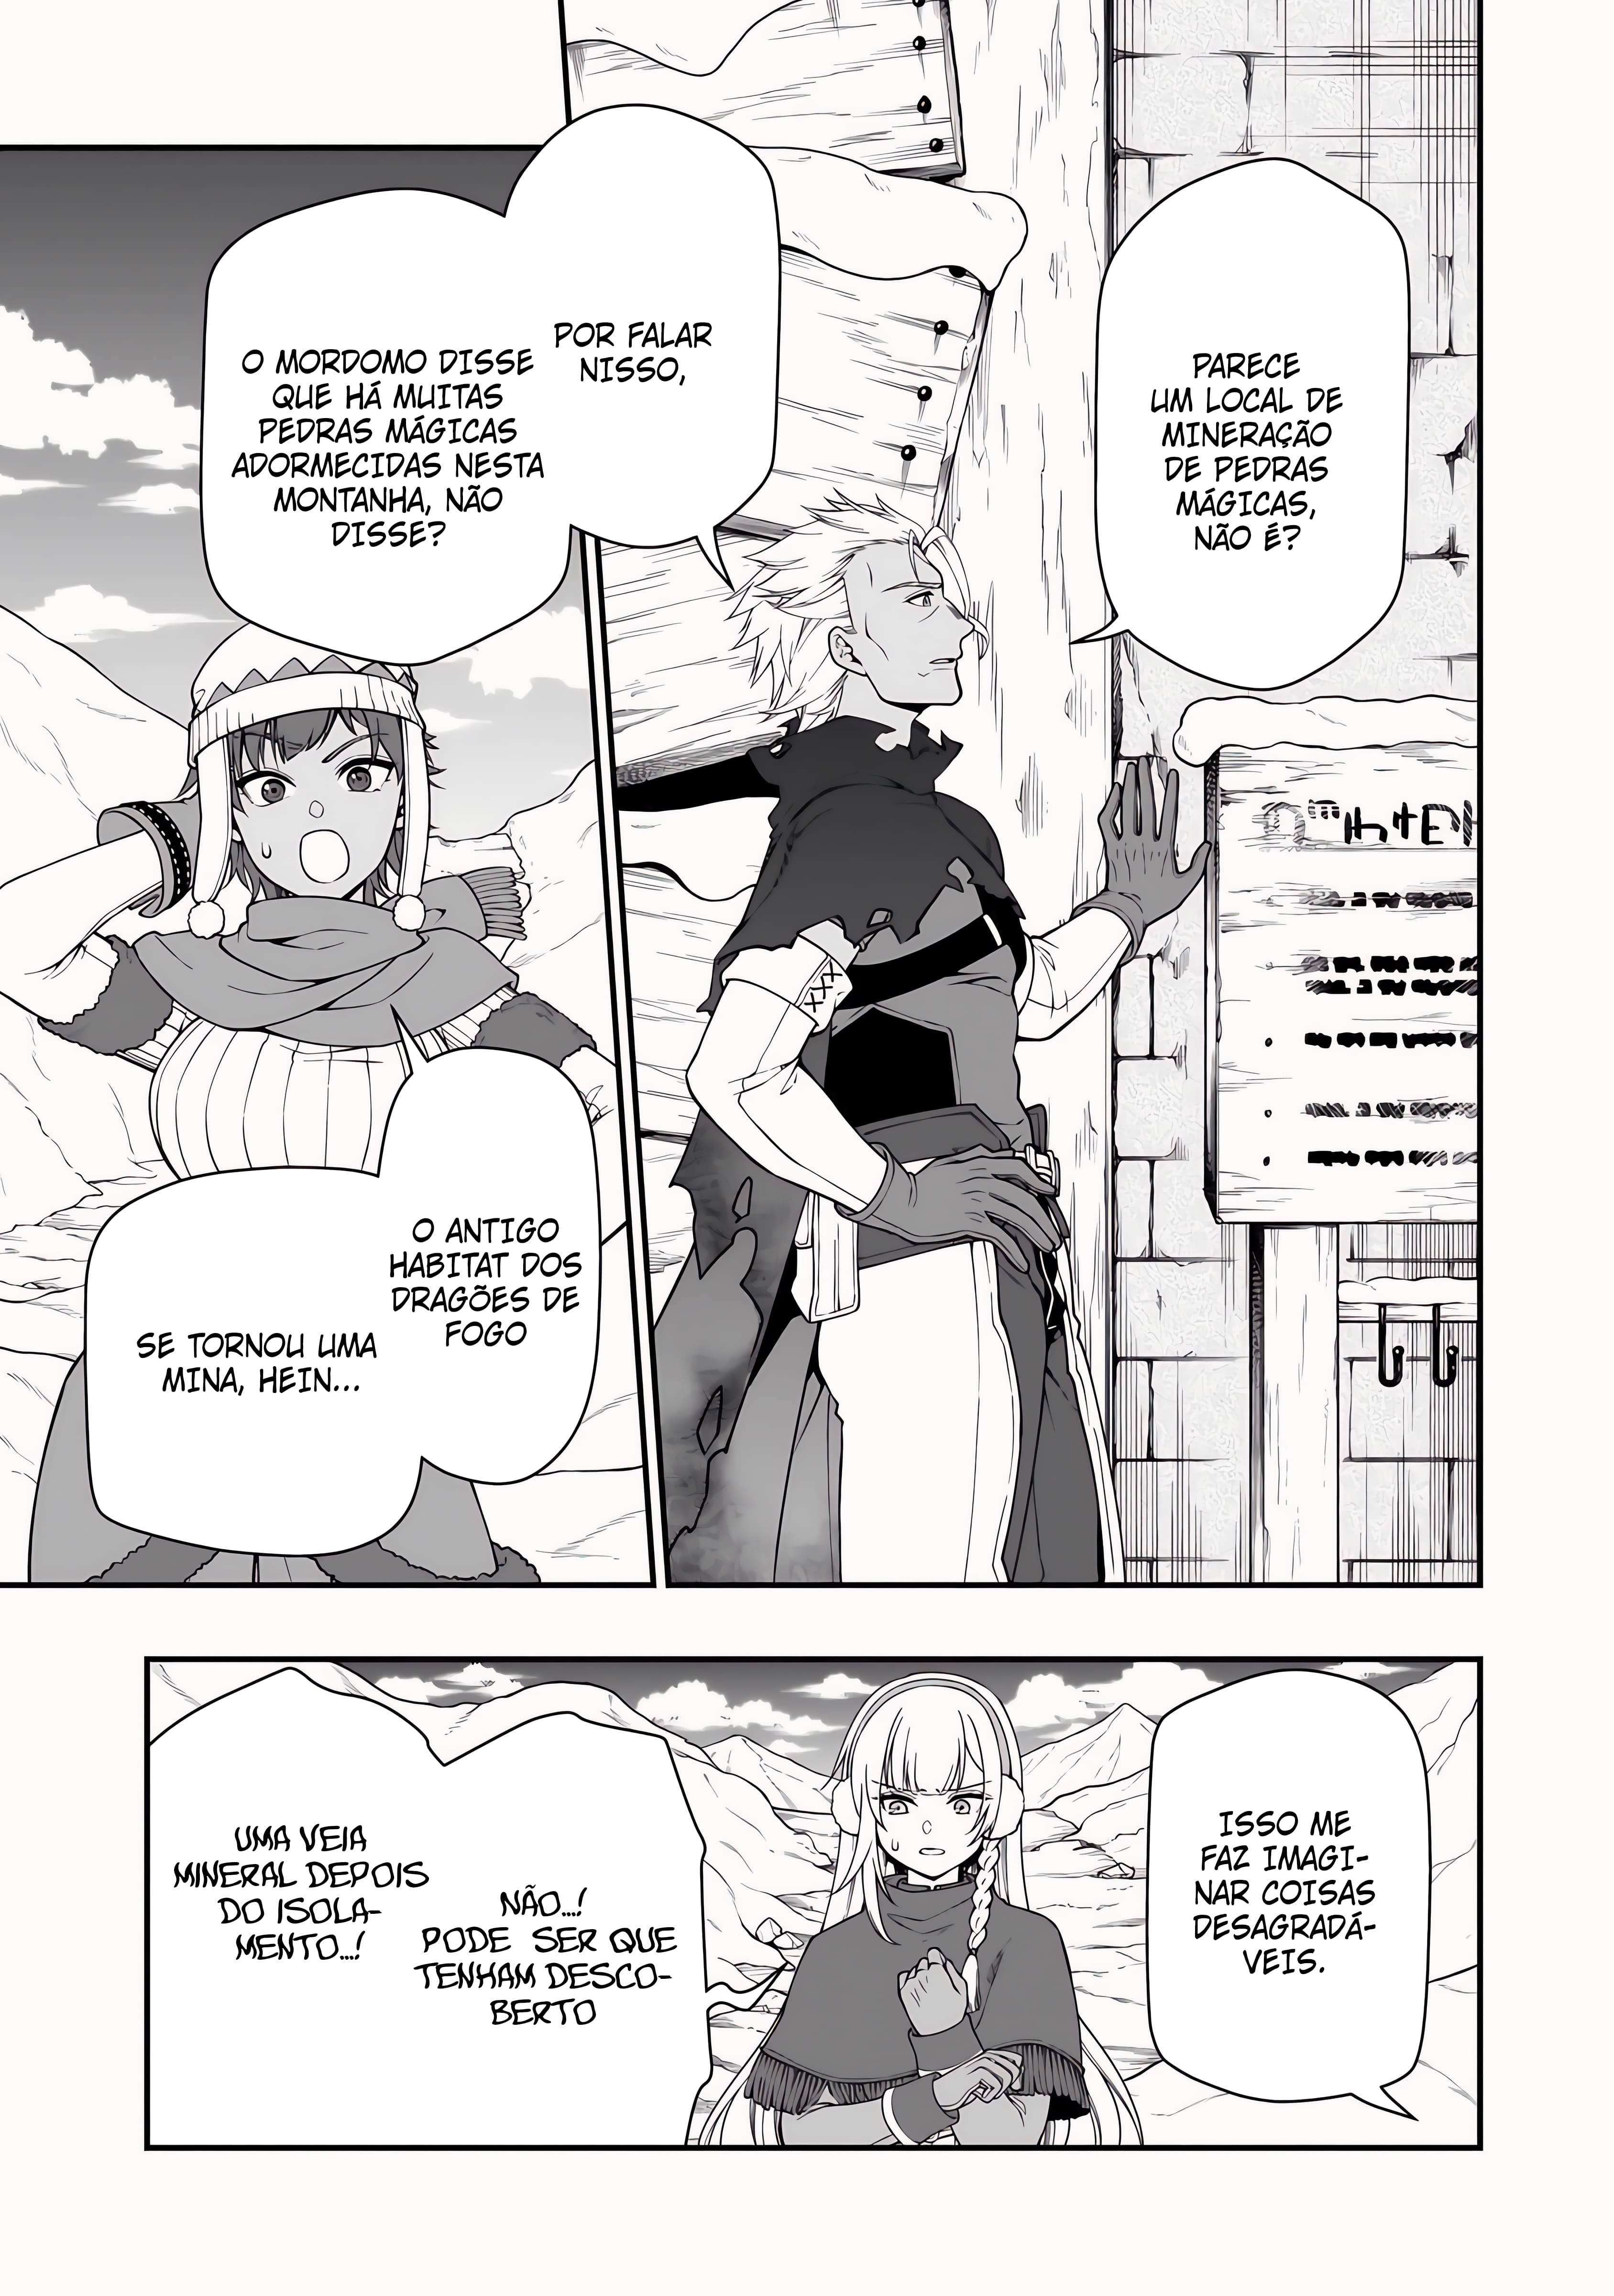 PARECE
UM LOCAL DE
MINERAÇÃO
DE PEDRAS
MÁGICAS,
NÃO É?
POR FALAR
NISSO,
O MORDOMO DISSE
QUE HÁ MUITAS
PEDRAS MÁGICAS
ADORMECIDAS NESTA
MONTANHA, NÃO
DISSE?
O ANTIGO
HABITAT DOS
DRAGÕES DE
FOGO
SE TORNOU UMA
MINA, HEIN...
ISSO ME
FAZ IMAGI-
NAR COISAS
DESAGRADÁ-
VEIS.
NÃO...!
PODE SER QUE
TENHAM DESCO-
BERTO
UMA VEIA
MINERAL DEPOIS
DO ISOLA-
MENTO...!